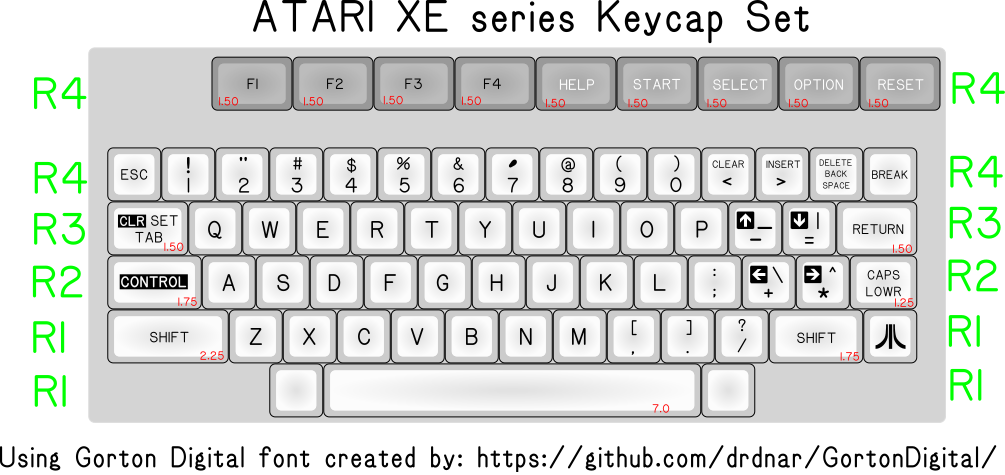 ATARI XE series Keycap Set
R4 F1 1.50 F2 1.50 F3 1.50 F4 1.50 HELP 1.50 START 1.50 SELECT 1.50 OPTION 1.50 RESET 1.50 R4
R4 ESC ! 1 " 2 # 3 $ 4 % 5 & 6 ' 7 @ 8 ( 9 ) 0 CLEAR < INSERT > DELETE BACK SPACE BREAK R4
R3 CLR SET TAB 1.50 Q W E R T Y U I O P ↑ — – ↓ | = RETURN 1.50 R3
R2 CONTROL 1.75 A S D F G H J K L : ; ← \ + → ^ * CAPS LOWR 1.25 R2
R1 SHIFT 2.25 Z X C V B N M [ , ] . ? / SHIFT 1.75 R1
R1 7.0 R1
Using Gorton Digital font created by: https://github.com/drdnar/GortonDigital/